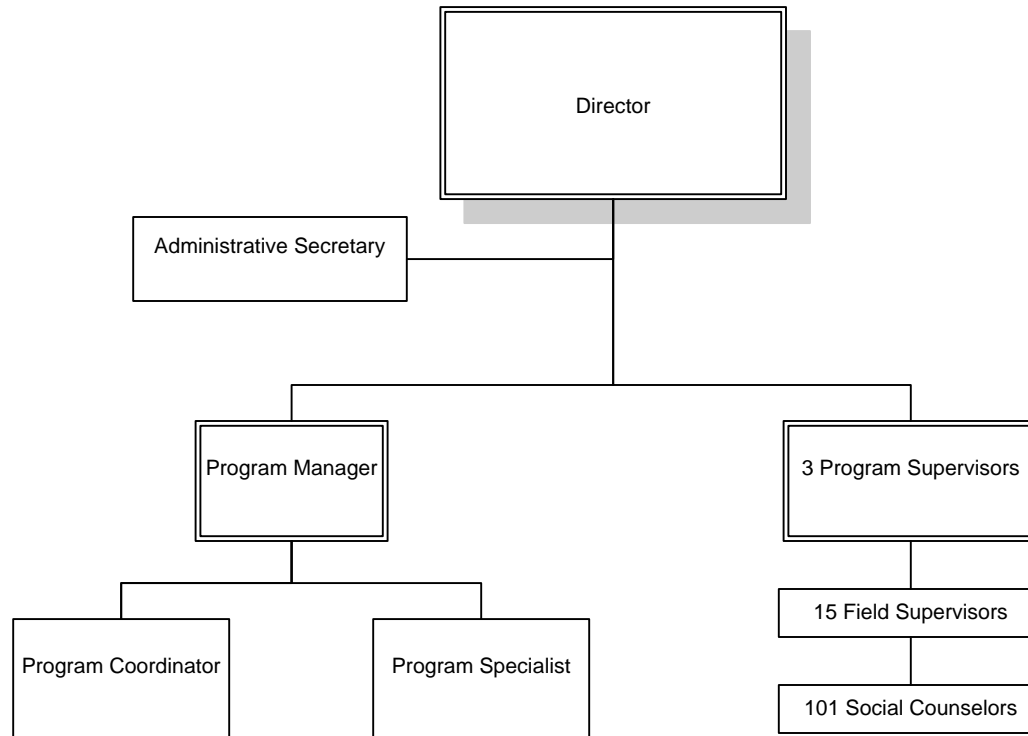 Director
Administrative Secretary
Program Manager
3 Program Supervisors
15 Field Supervisors
Program Coordinator
Program Specialist
101 Social Counselors